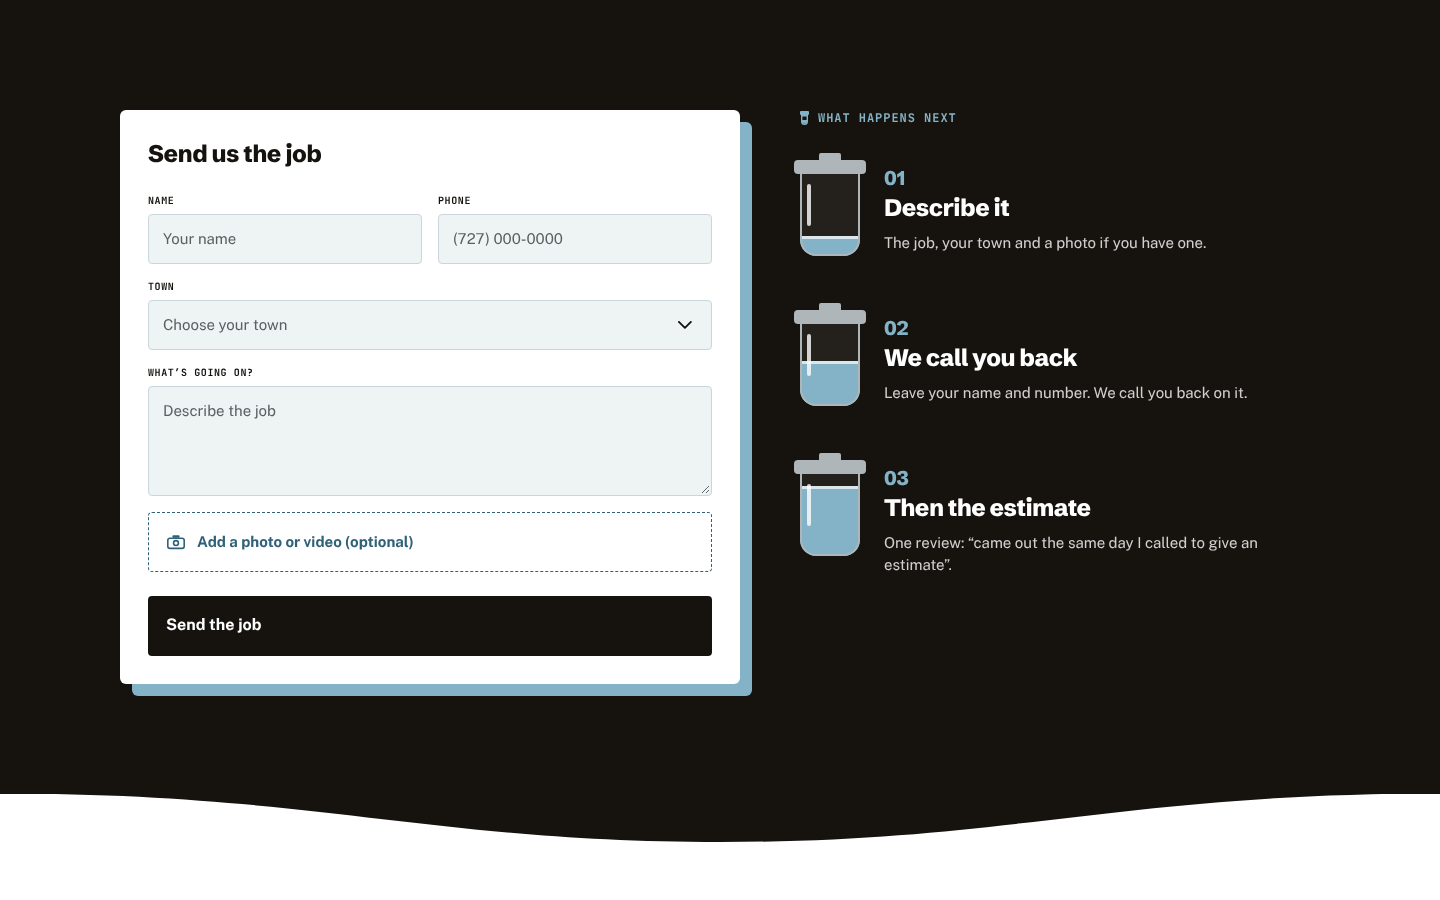 Send us the job
NAME
PHONE
Your name
(727) 000-0000
TOWN
Choose your town
WHAT’S GOING ON?
Describe the job
Add a photo or video (optional)
Send the job
WHAT HAPPENS NEXT
01
Describe it
The job, your town and a photo if you have one.
02
We call you back
Leave your name and number. We call you back on it.
03
Then the estimate
One review: “came out the same day I called to give an
estimate”.